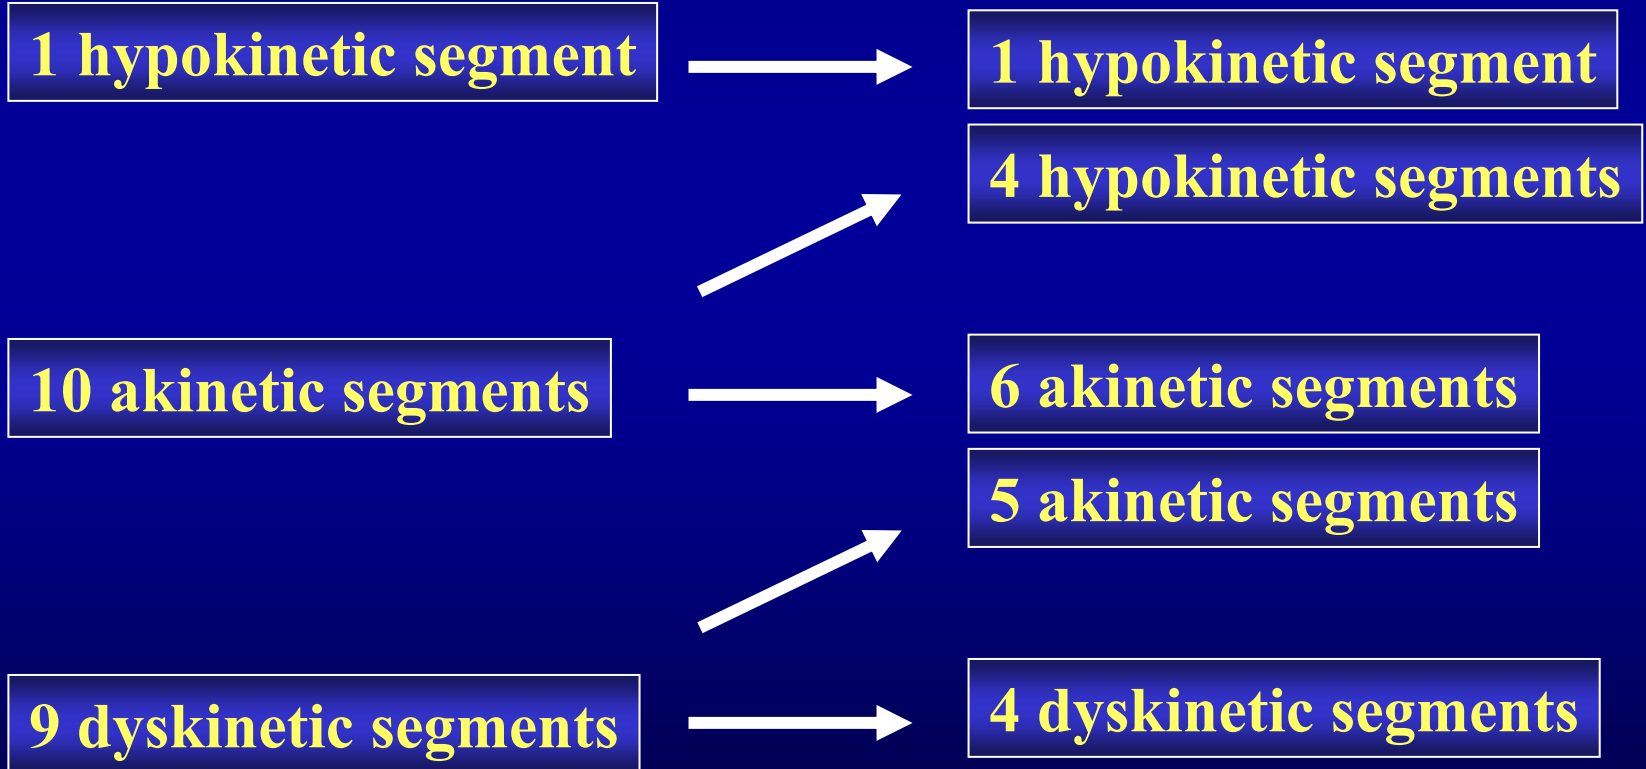 1 hypokinetic segment
1 hypokinetic segment
4 hypokinetic segments
10 akinetic segments
6 akinetic segments
5 akinetic segments
9 dyskinetic segments
4 dyskinetic segments